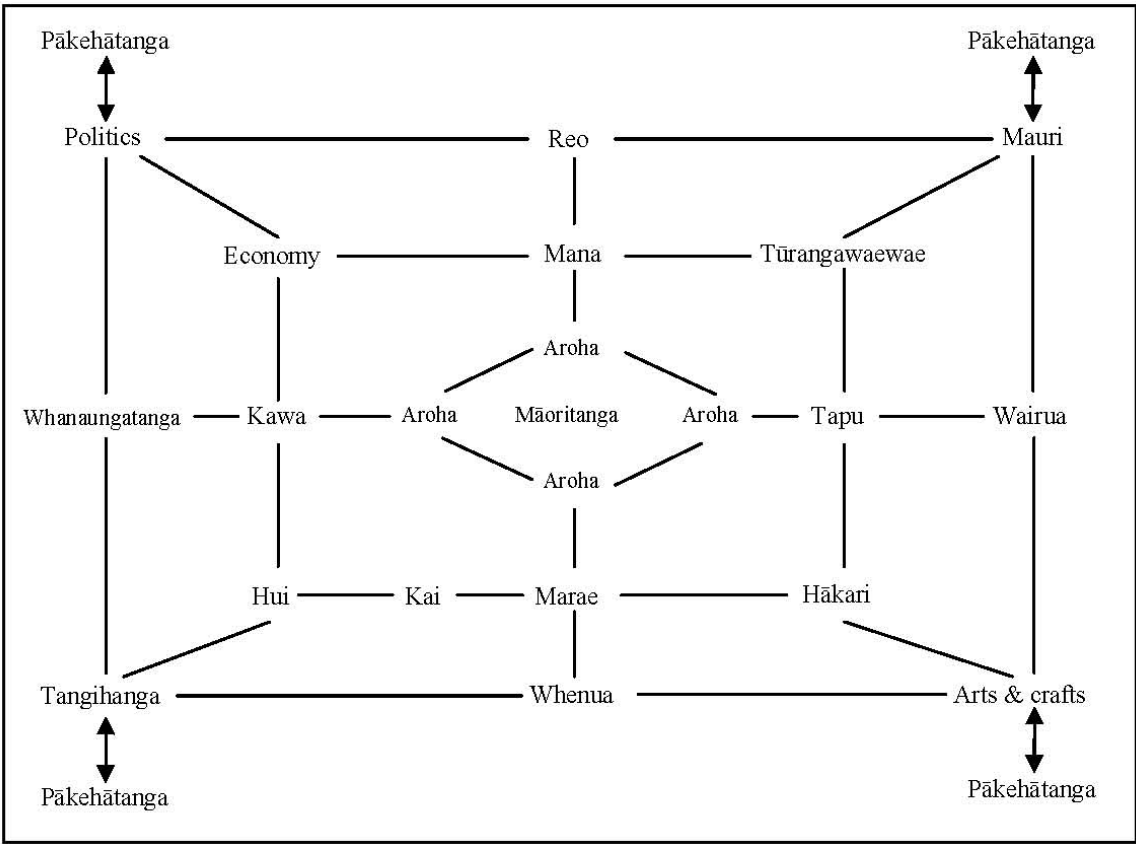 Pākehātanga Pākehātanga
Politics Reo Mauri
Economy Mana Tūrangawaewae
Aroha
Whanaungatanga Kawa Aroha Māoritanga Aroha Tapu Wairua
Aroha
Hui Kai Marae Hākari
Tangihanga Whenua Arts & crafts
Pākehātanga Pākehātanga